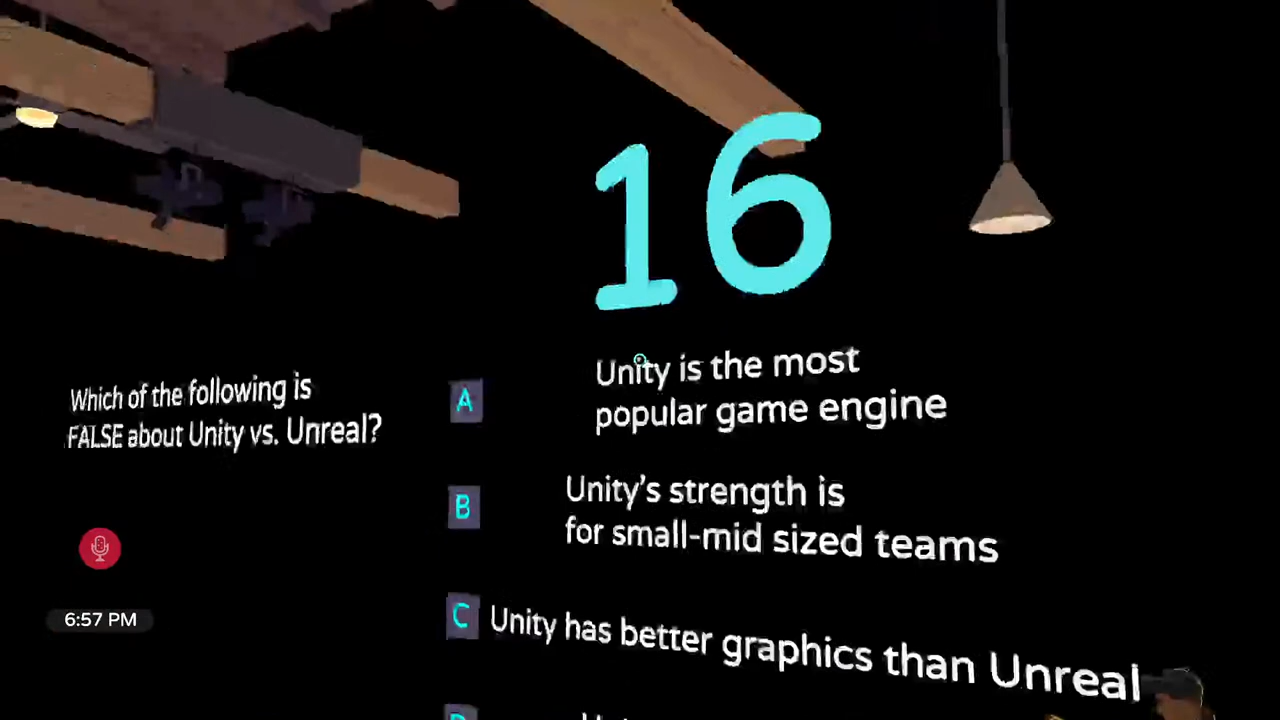 16
Which of the following is
FALSE about Unity vs. Unreal?
A
Unity is the most
popular game engine
B
Unity's strength is
for small-mid sized teams
C
Unity has better graphics than Unreal
6:57 PM